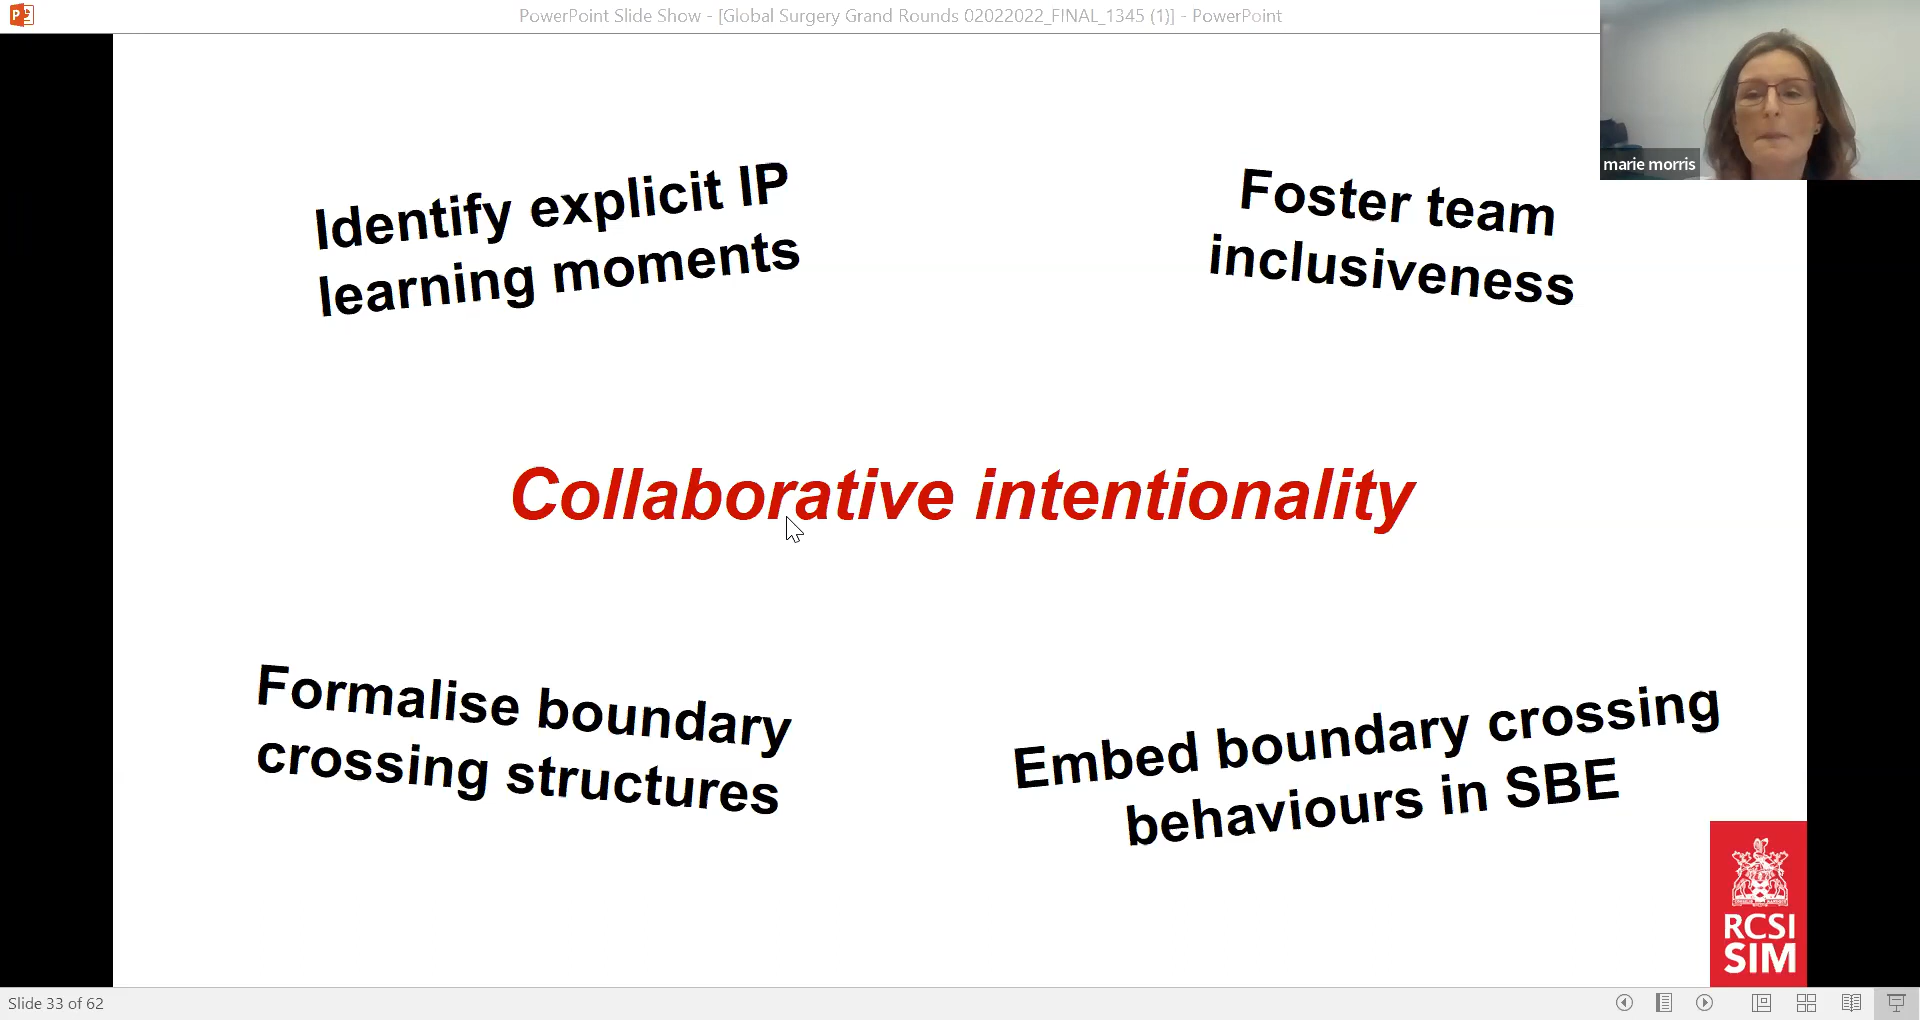 PowerPoint Slide Show - [Global Surgery Grand Rounds 02022022_FINAL_1345 (1)] - PowerPoint
marie morris
Identify explicit IP
learning moments
Foster team
inclusiveness
Collaborative intentionality
Formalise boundary
crossing structures
Embed boundary crossing
behaviours in SBE
RCSI
SIM
Slide 33 of 62